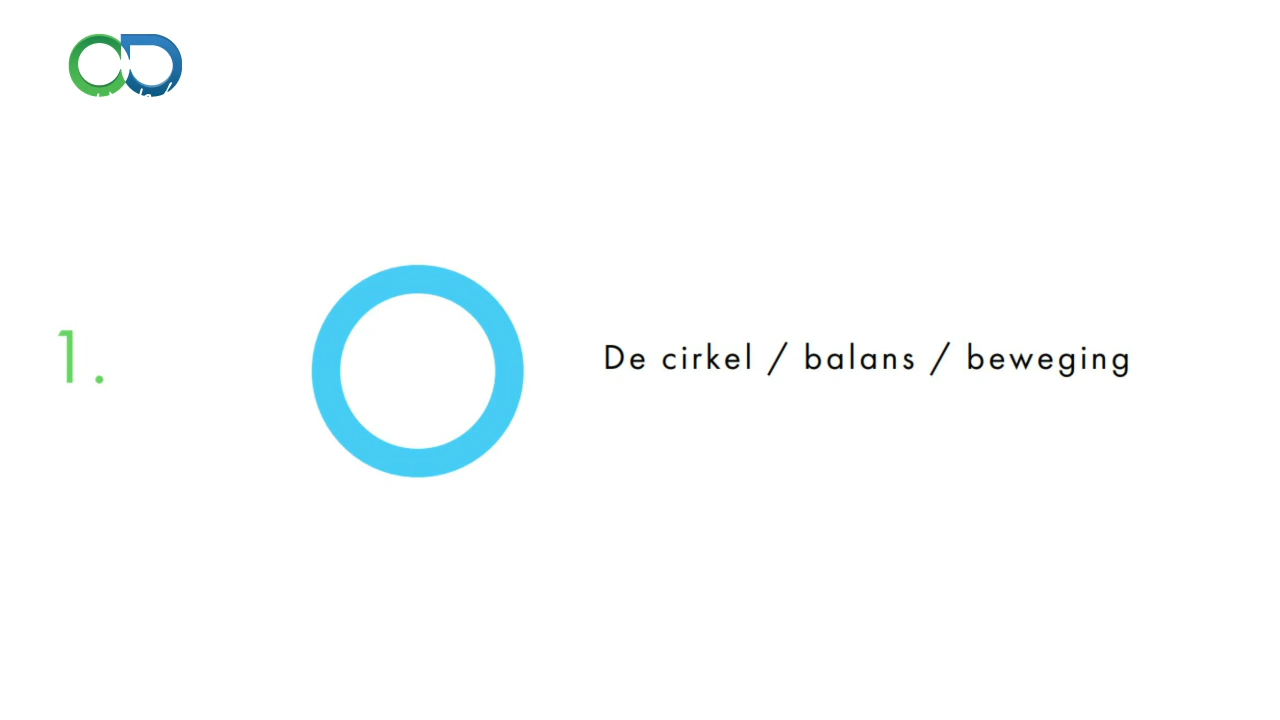 1.
De cirkel / balans / beweging